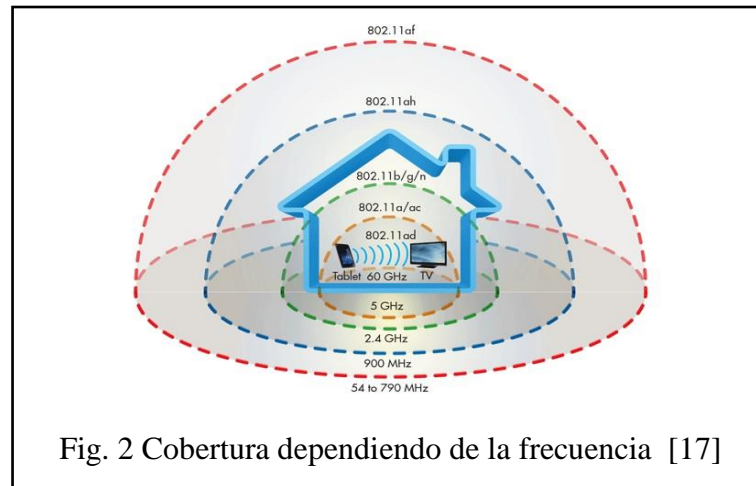 802.11af
802.11ah
802.11b/g/n
802.11a/ac
802.11ad
Tablet 60 GHz TV
5 GHz
2.4 GHz
900 MHz
54 to 790 MHz
Fig. 2 Cobertura dependiendo de la frecuencia [17]